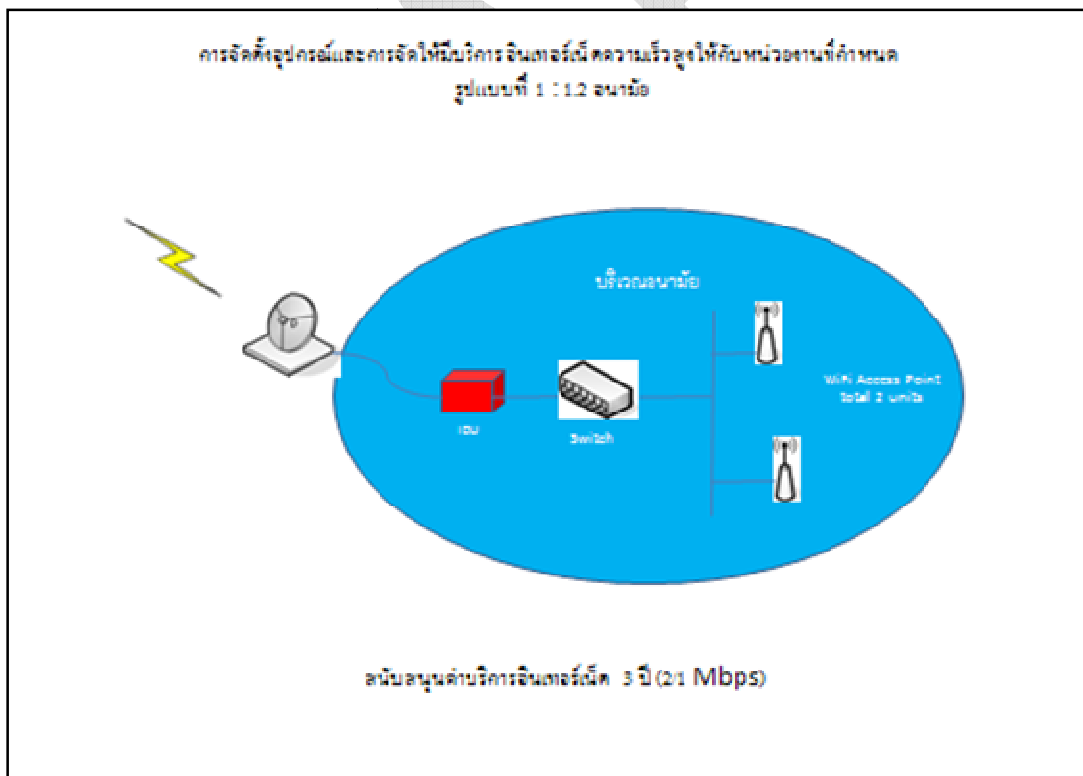 การจัดตั้งอุปกรณ์และการจัดให้มีบริการอินเทอร์เน็ตความเร็วสูงให้กับหน่วยงานที่กำหนด
รูปแบบที่ 1 : 1.2 อนามัย
บริเวณอนามัย
WiFi Access Point
total 2 units
IDU
Switch
สนับสนุนค่าบริการอินเทอร์เน็ต 3 ปี (2/1 Mbps)